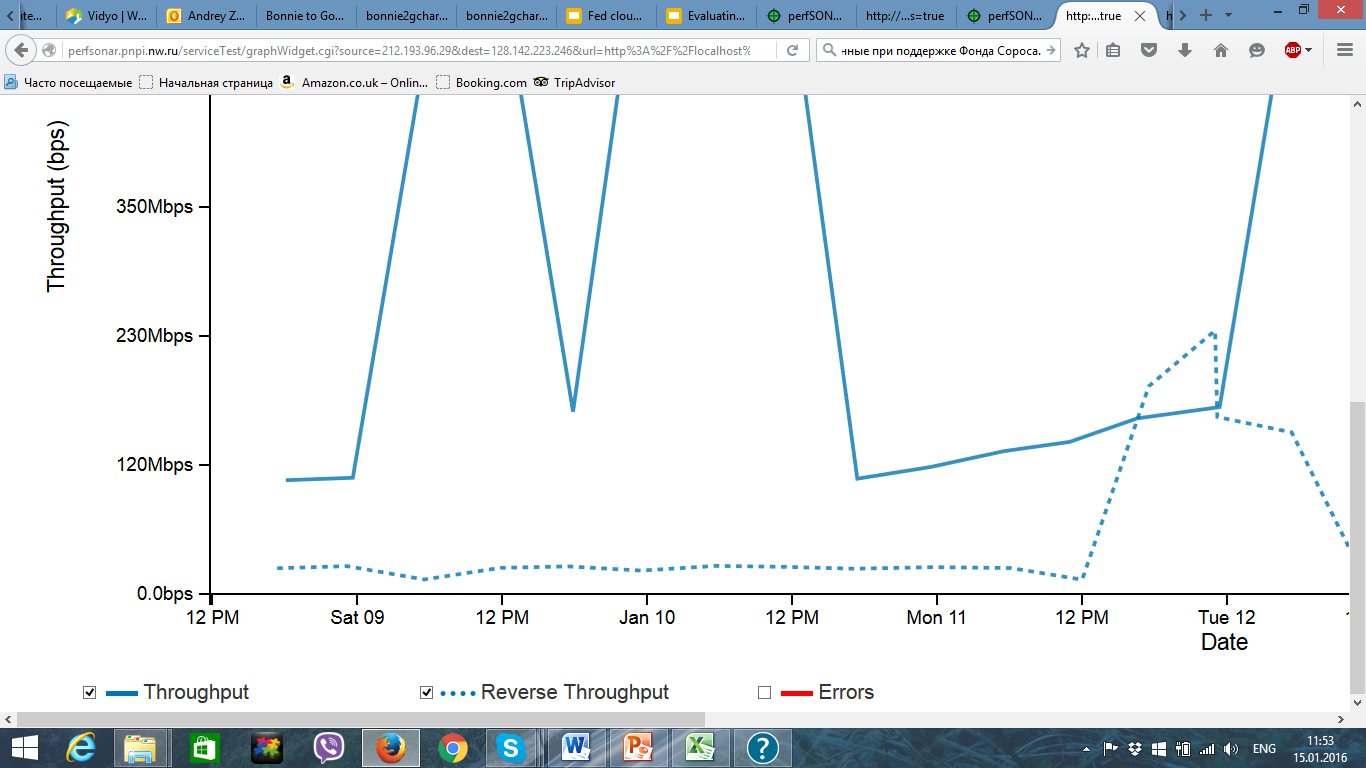 nte...
Vidyo | W...
Andrey Z...
Bonnie to Go...
bonnie2gchar...
bonnie2gchar...
Fed clou...
Evaluatin...
perfSON...
http://...s=true
perfSON...
http:...true
perfsonar.pnpi.nw.ru/serviceTest/graphWidget.cgi?source=212.193.96.29&dest=128.142.223.246&url=http%3A%2F%2Flocalhost%
нные при поддержке Фонда Сороса.
ABP
Часто посещаемые
Начальная страница
Amazon.co.uk – Onlin...
Booking.com
TripAdvisor
Throughput (bps)
350Mbps
230Mbps
120Mbps
0.0bps
12 PM
Sat 09
12 PM
Jan 10
12 PM
Mon 11
12 PM
Tue 12
Date
Throughput
Reverse Throughput
Errors
ENG
11:53
15.01.2016